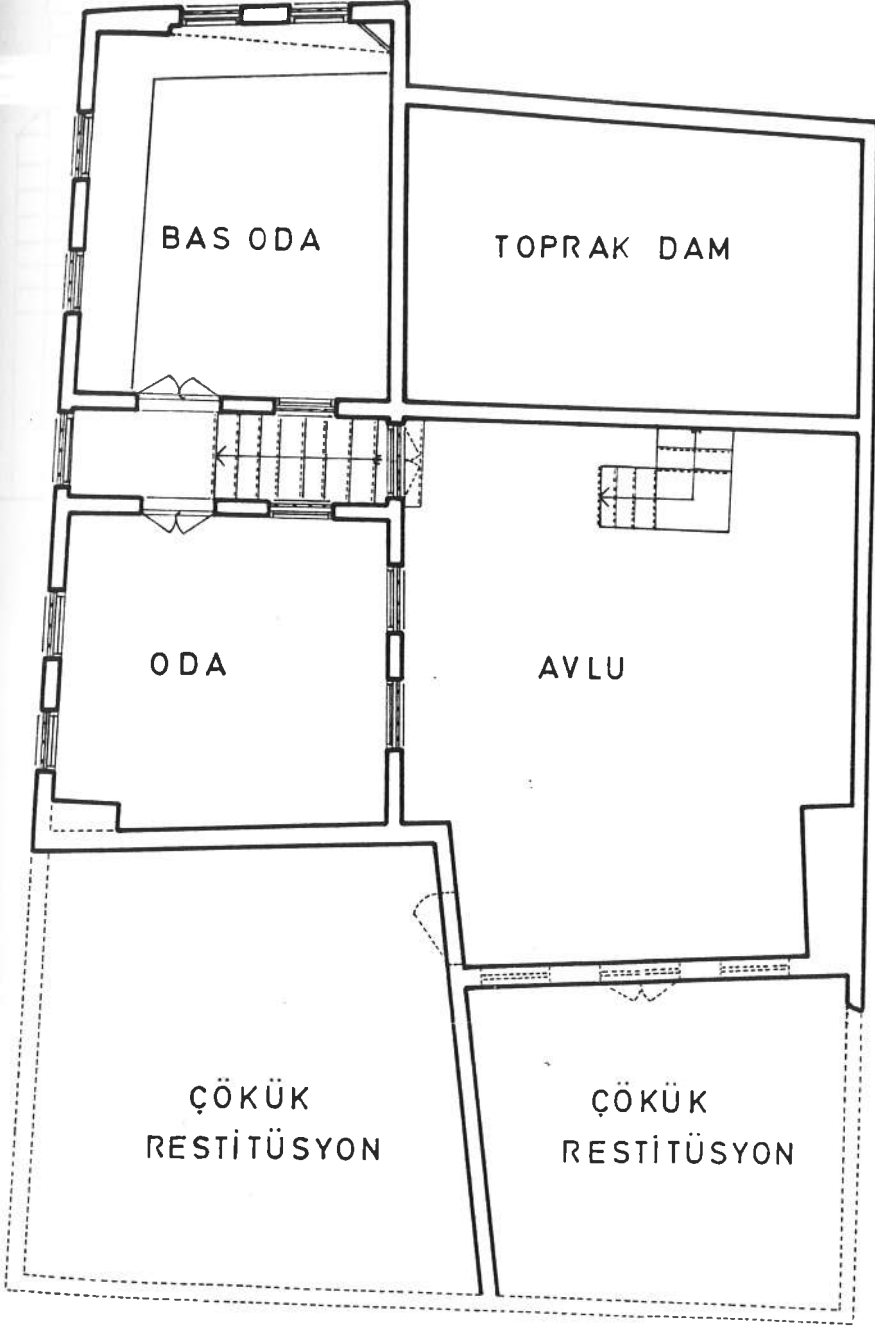 BAS ODA
TOPRAK DAM
ODA
AVLU
ÇÖKÜK
RESTİTÜSYON
ÇÖKÜK
RESTİTÜSYON